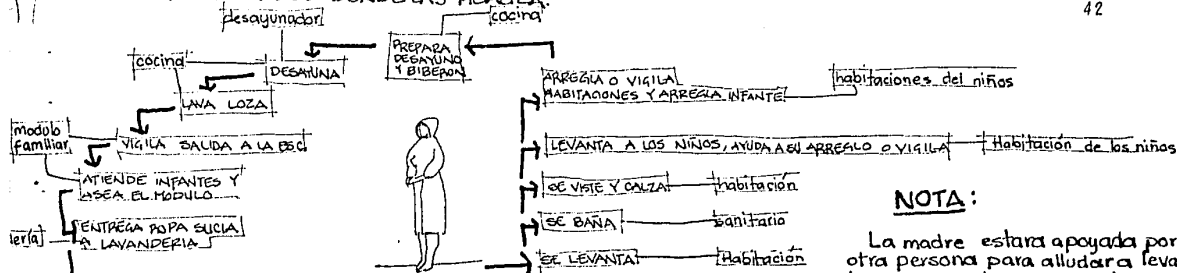 42
desayunador
cocina
PREPARA
DESAYUNO
Y BIBERON
cocina
DESAYUNA
LAVA LOZA
modulo
familiar
VIGILA SALIDA A LA ESC
ATIENDE INFANTES Y
ASEA EL MODULO
ENTREGA ROPA SUCIA
A LAVANDERIA
ARREGLA O VIGILA
HABITACIONES Y ARREGLA INFANTE
habitaciones del niños
LEVANTA A LOS NIÑOS, AYUDA A SU ARREGLO O VIGILA
Habitación de los niños
SE VISTE Y CALZA
habitación
SE BAÑA
sanitario
SE LEVANTA
Habitación
NOTA:
La madre estara apoyada por
otra persona para alludar a leva